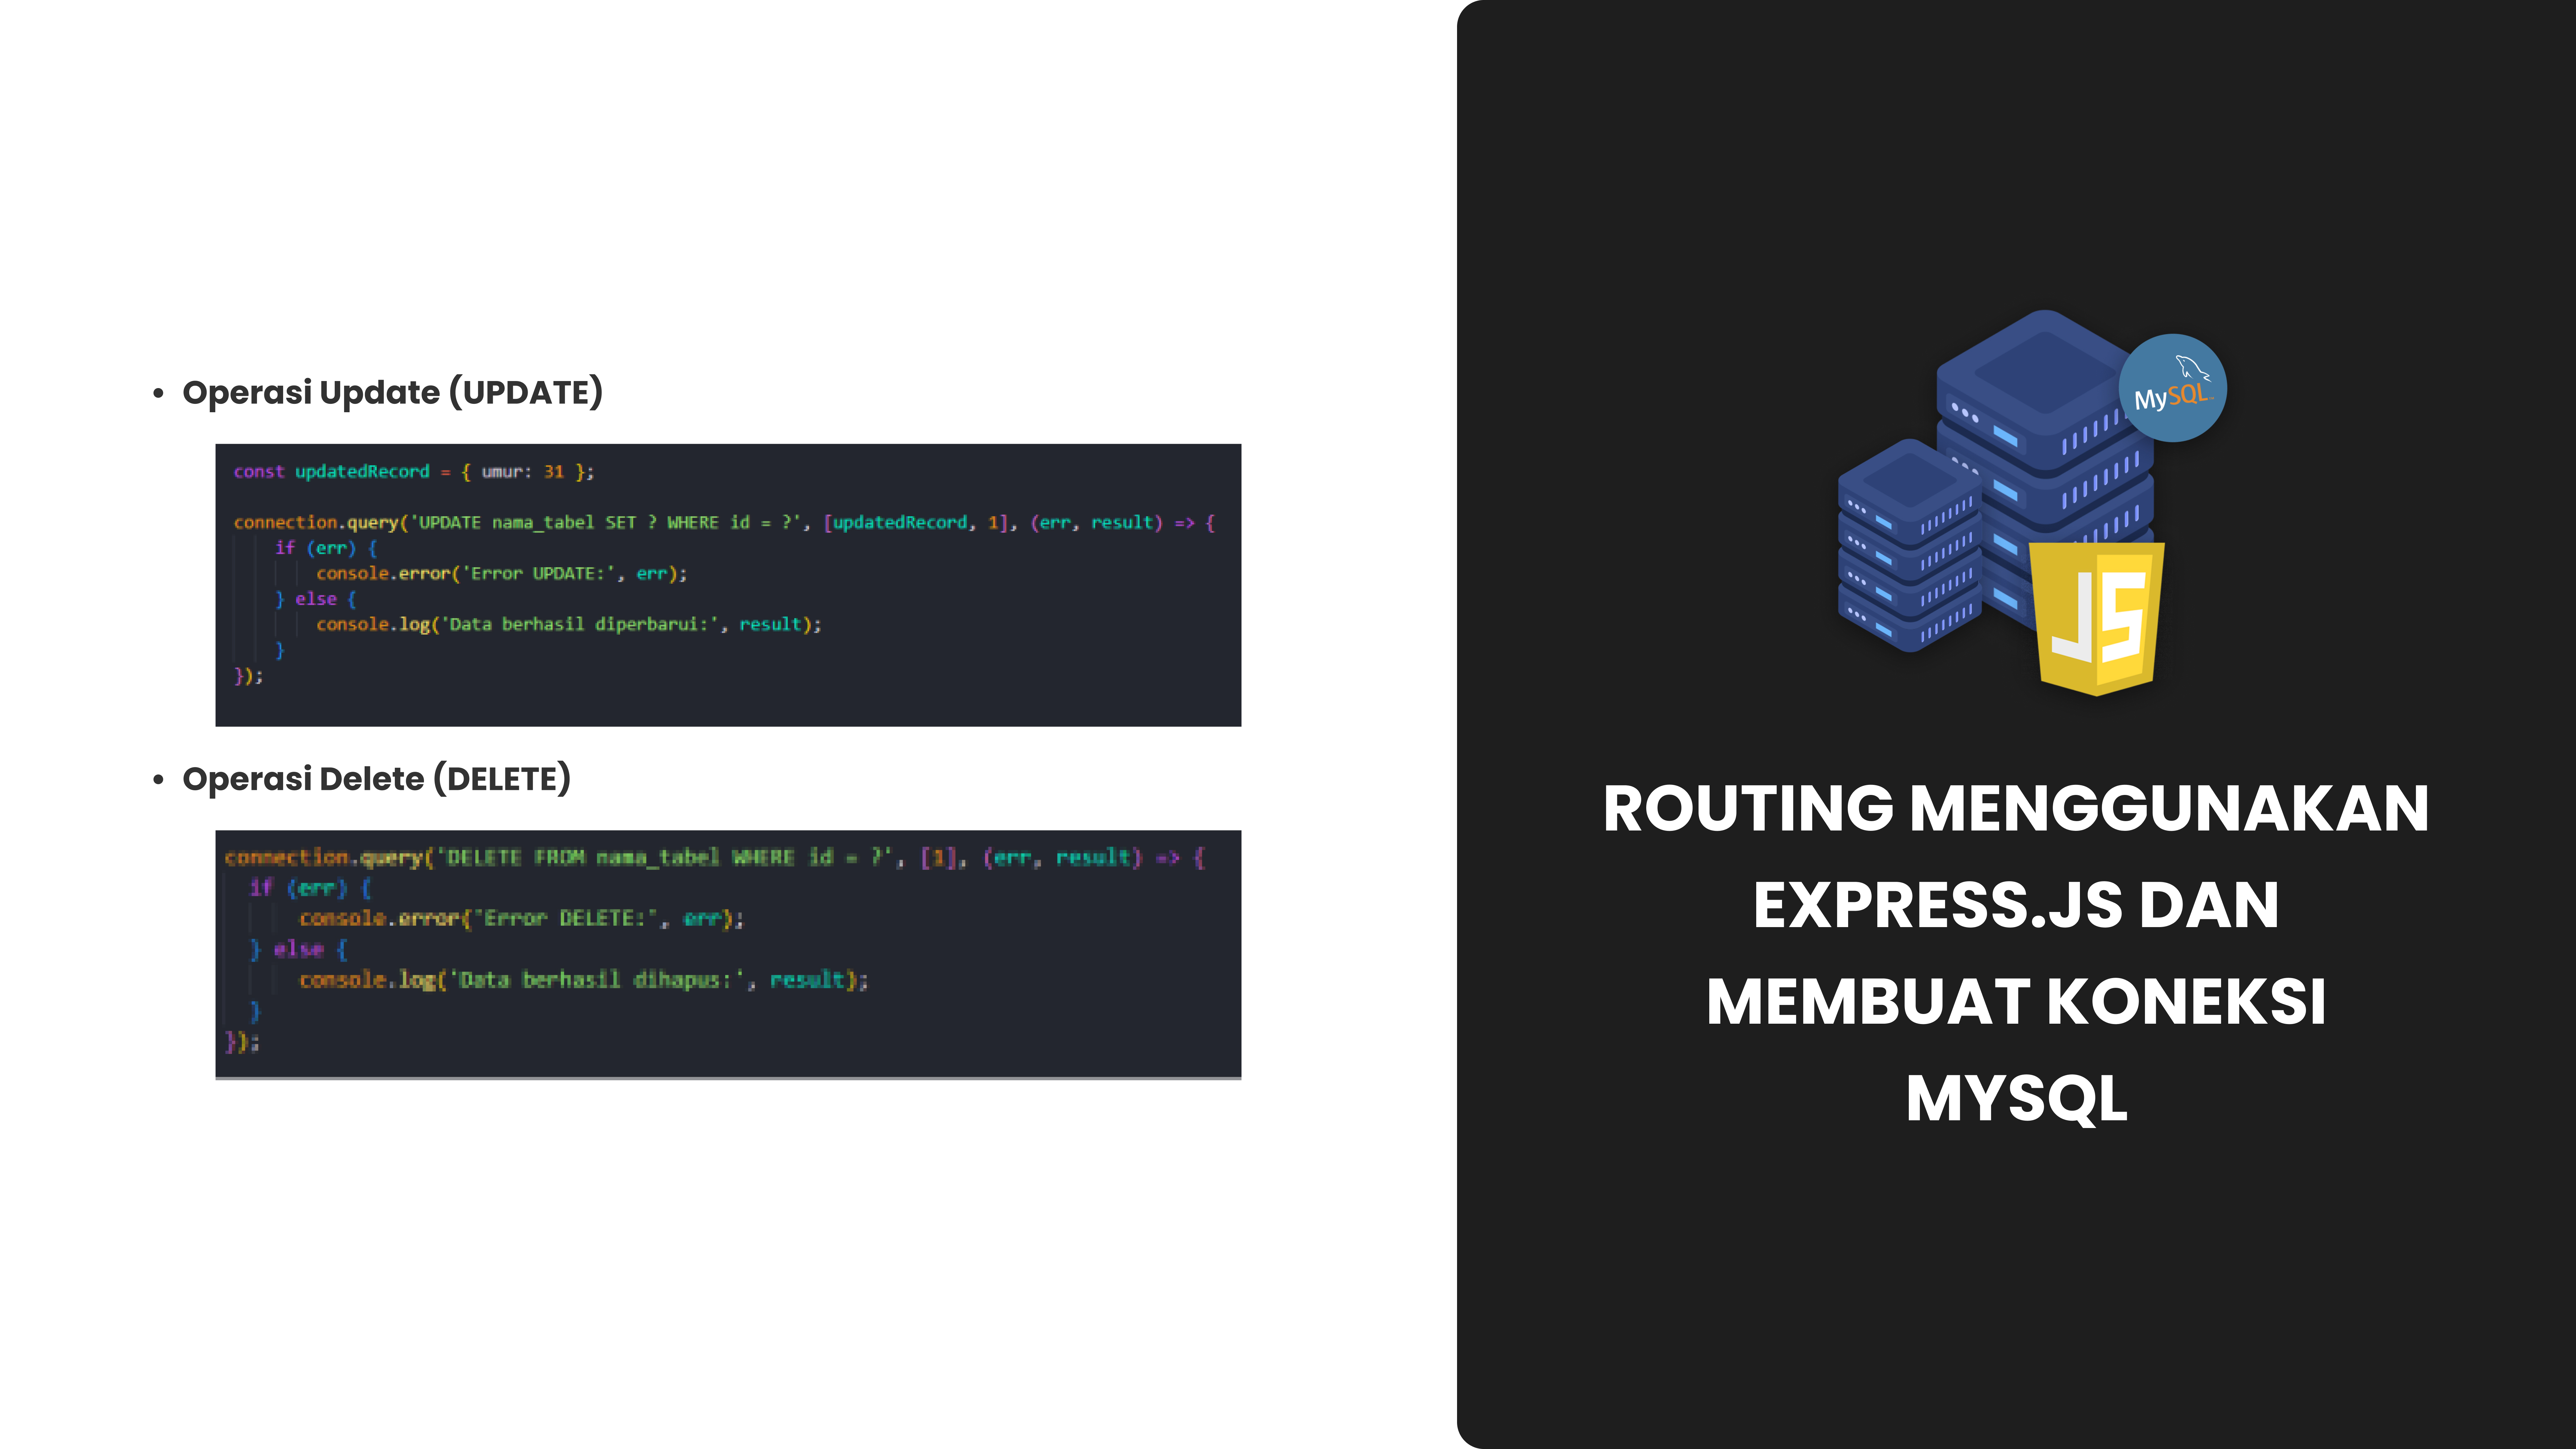 • Operasi Update (UPDATE)
const updatedRecord = { umur: 31 };
connection.query('UPDATE nama_tabel SET ? WHERE id = ?', [updatedRecord, 1], (err, result) => {
if (err) {
console.error('Error UPDATE:', err);
} else {
console.log('Data berhasil diperbarui:', result);
}
});
• Operasi Delete (DELETE)
connection.query('DELETE FROM nama_tabel WHERE id = ?', [1], (err, result) => {
if (err) {
console.error('Error DELETE:', err);
} else {
console.log('Data berhasil dihapus:', result);
}
});
MySQL
JS
ROUTING MENGGUNAKAN
EXPRESS.JS DAN
MEMBUAT KONEKSI
MYSQL